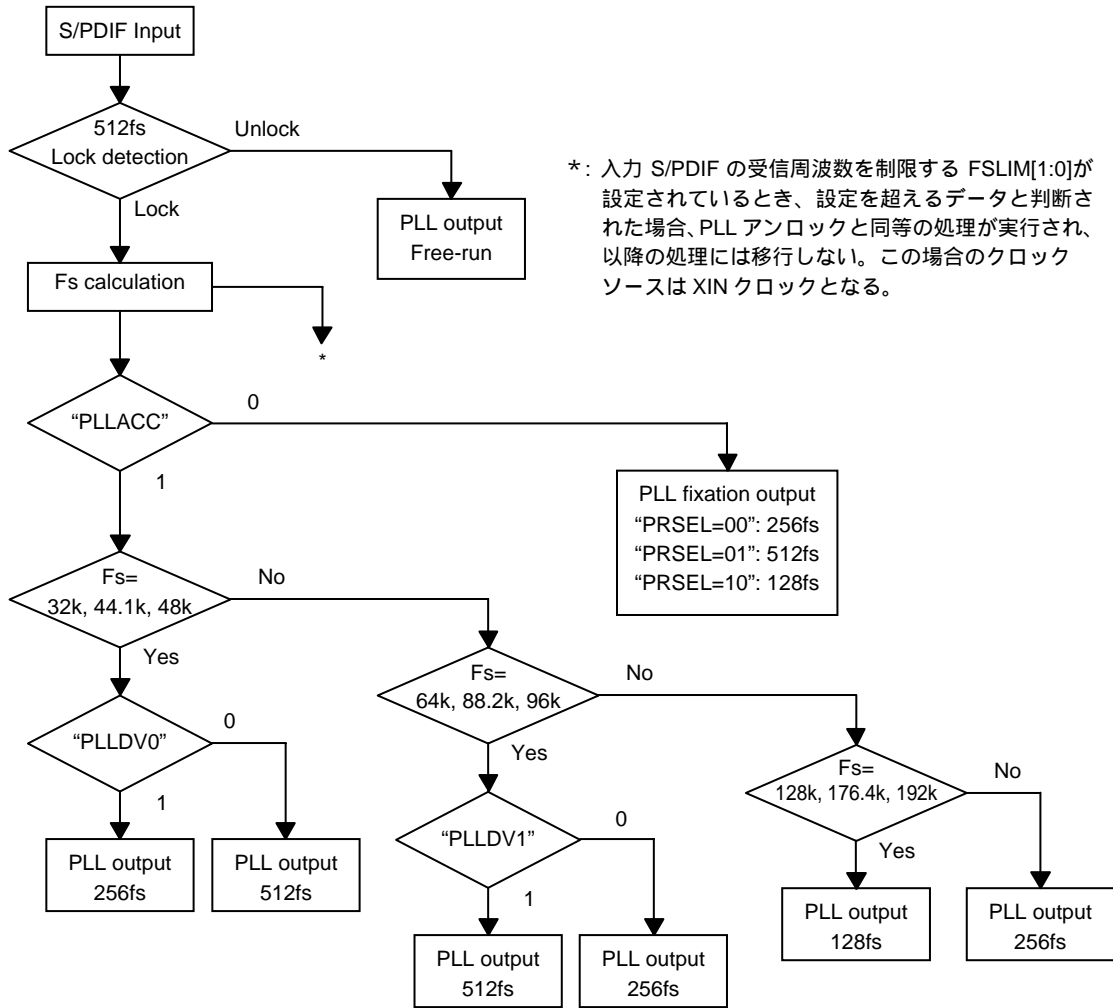 S/PDIF Input
512fs
Lock detection
Unlock
Lock
PLL output
Free-run
*: 入力 S/PDIF の受信周波数を制限する FSLIM[1:0]が
設定されているとき、設定を超えるデータと判断
された場合、PLL アンロックと同等の処理が実行され、
以降の処理には移行しない。この場合のクロック
ソースは XIN クロックとなる。
Fs calculation
*
“PLLACC”
0
1
PLL fixation output
“PRSEL=00”: 256fs
“PRSEL=01”: 512fs
“PRSEL=10”: 128fs
Fs=
32k, 44.1k, 48k
No
Yes
Fs=
64k, 88.2k, 96k
No
Yes
“PLLDV0”
0
1
Fs=
128k, 176.4k, 192k
No
Yes
“PLLDV1”
0
1
PLL output
256fs
PLL output
512fs
PLL output
128fs
PLL output
256fs
PLL output
512fs
PLL output
256fs